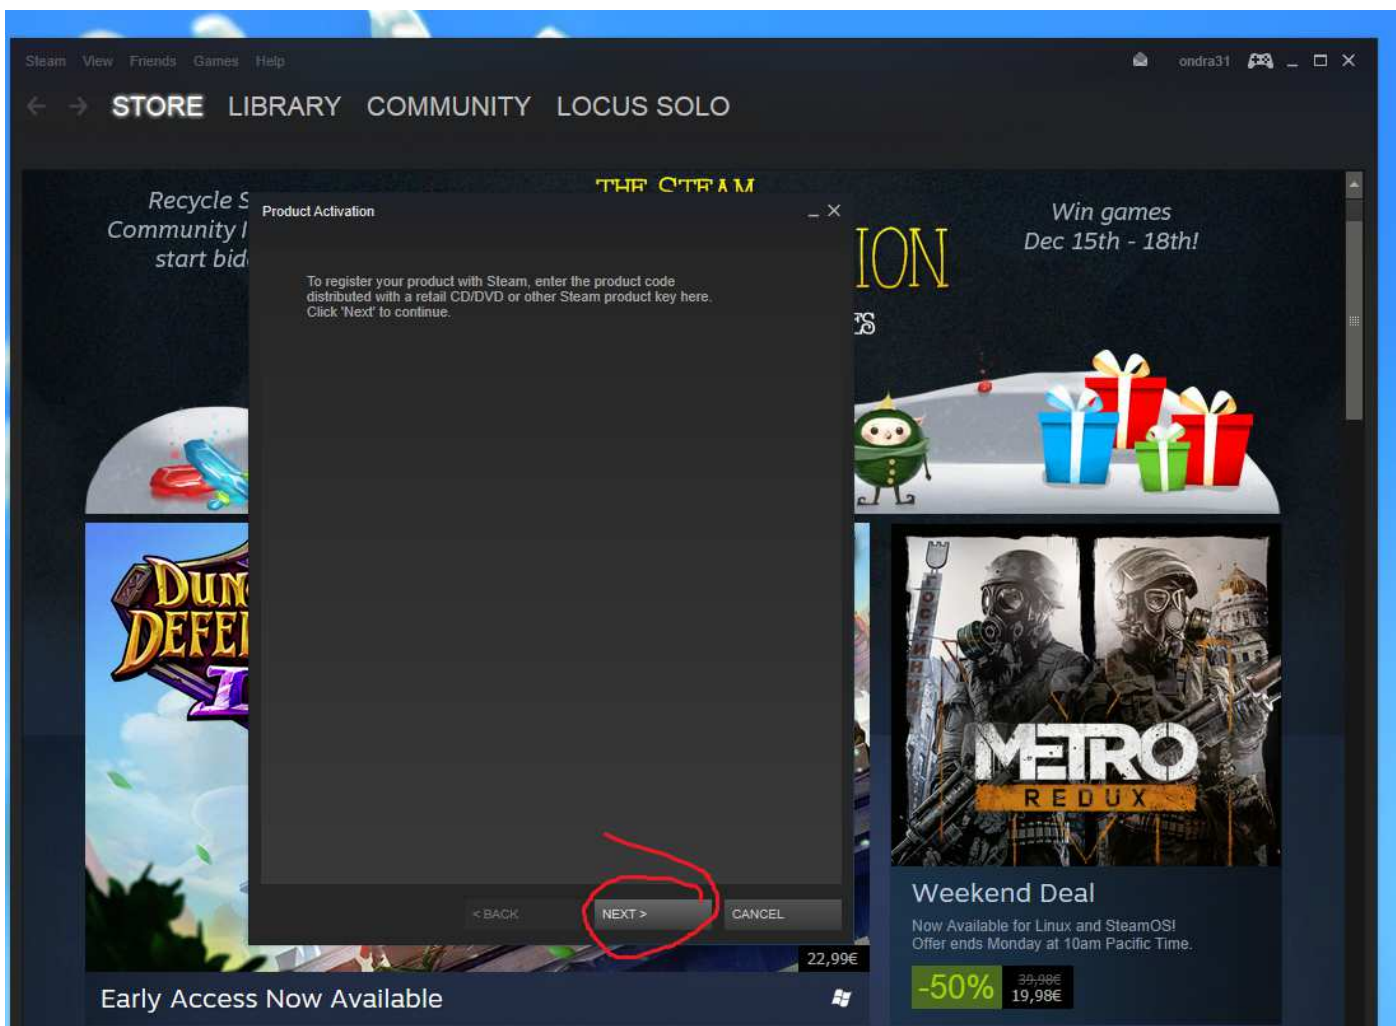 Steam View Friends Games Help
ondra31
STORE LIBRARY COMMUNITY LOCUS SOLO
THE STEAM
Recycle S
Community I
start bid
ION
ES
Win games
Dec 15th - 18th!
Product Activation
To register your product with Steam, enter the product code
distributed with a retail CD/DVD or other Steam product key here.
Click 'Next' to continue.
< BACK NEXT > CANCEL
DUN
DEFEN
II
22,99€
Early Access Now Available
METRO
REDUX
Weekend Deal
Now Available for Linux and SteamOS!
Offer ends Monday at 10am Pacific Time.
-50%
39,98€
19,98€